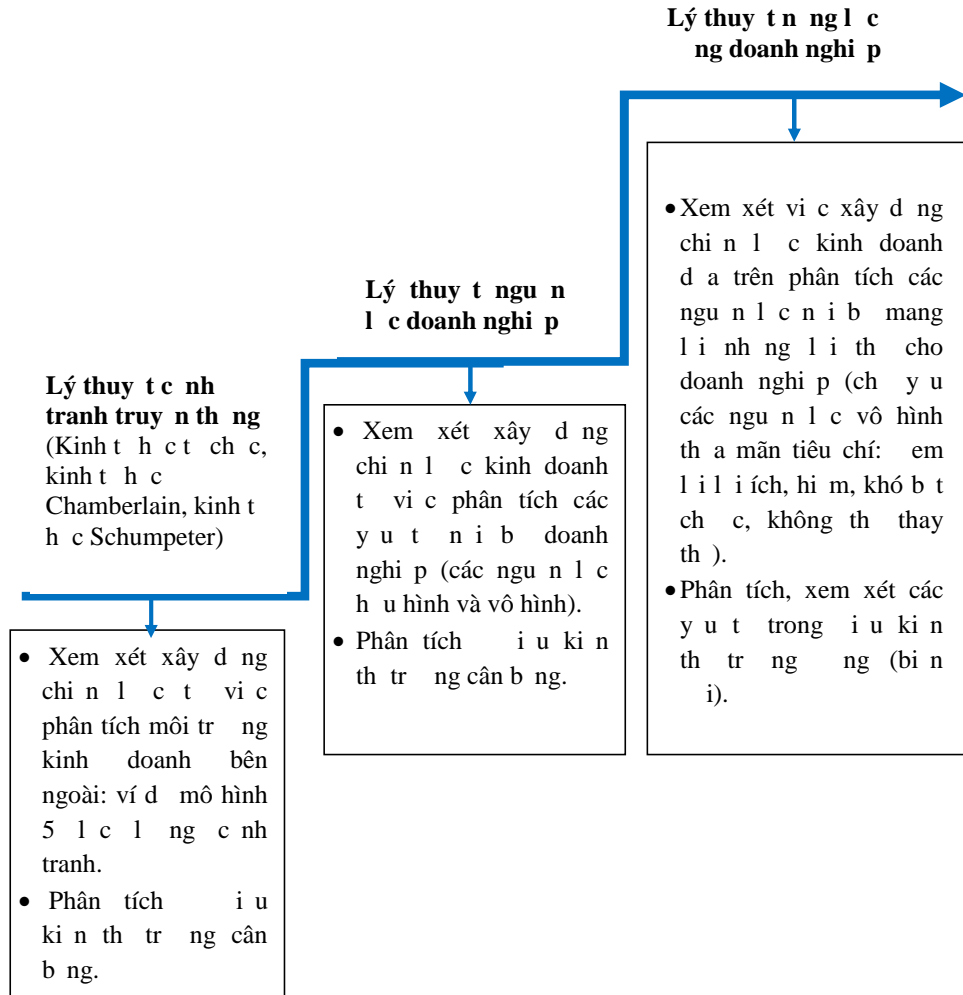 Lý thuy t c nh
tranh truy n th ng
(Kinh t h c t ch c,
kinh t h c
Chamberlain, kinh t
h c Schumpeter)
• Xem xét xây d ng
chi n l c t vi c
phân tích môi tr ng
kinh doanh bên
ngoài: ví d mô hình
5 l c l ng c nh
tranh.
• Phân tích i u
ki n th tr ng cân
b ng.
Lý thuy t ngu n
l c doanh nghi p
• Xem xét xây d ng
chi n l c kinh doanh
t vi c phân tích các
y u t n i b doanh
nghi p (các ngu n l c
h u hình và vô hình).
• Phân tích i u ki n
th tr ng cân b ng.
Lý thuy t n ng l c
ng doanh nghi p
• Xem xét vi c xây d ng
chi n l c kinh doanh
d a trên phân tích các
ngu n l c n i b mang
l i nh ng l i th cho
doanh nghi p (ch y u
các ngu n l c vô hình
th a mãn tiêu chí: em
l i l i ích, hi m, khó b t
ch c, không th thay
th ).
• Phân tích, xem xét các
y u t trong i u ki n
th tr ng ng (bi n
i).